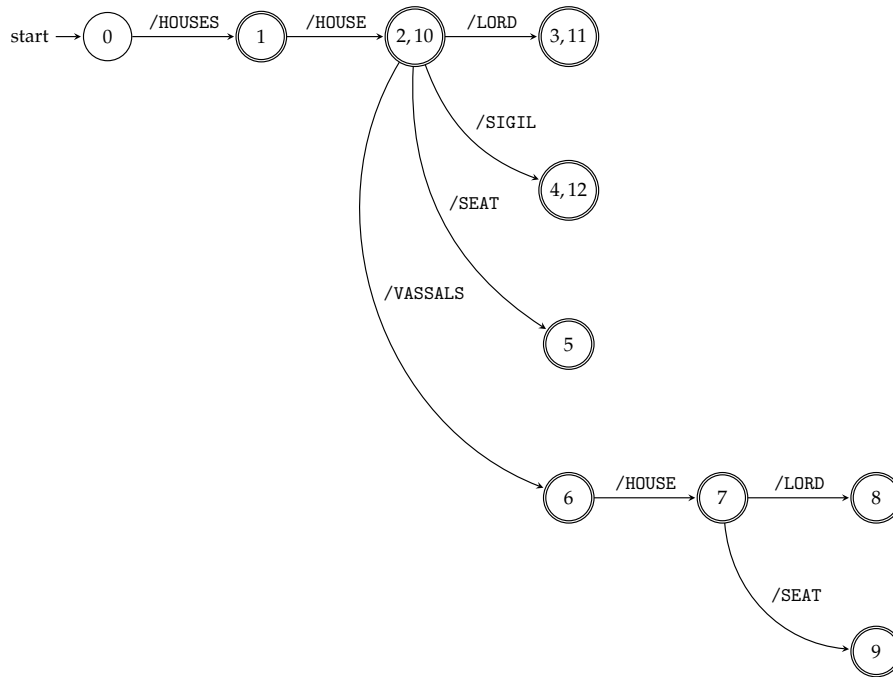 /HOUSES /HOUSE /LORD
start 0 1 2, 10 3, 11
/SIGIL
4, 12
/SEAT
/VASSALS
5
/HOUSE /LORD
6 7 8
/SEAT
9